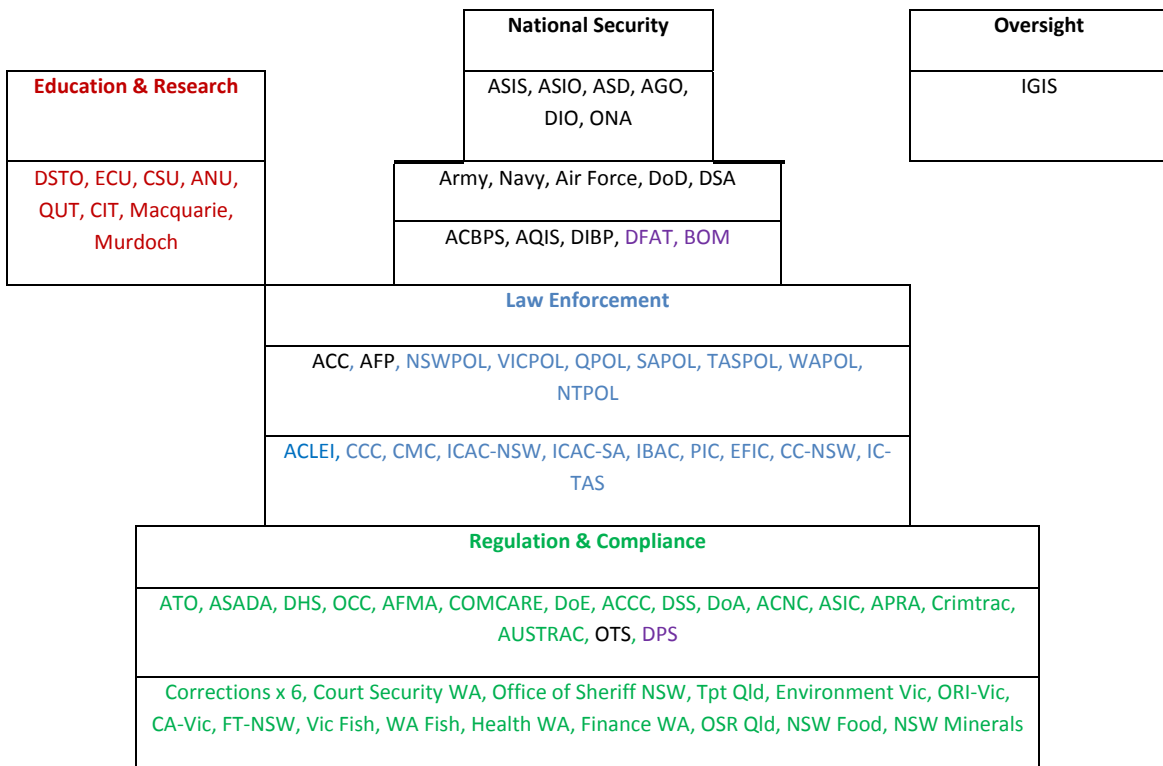 National Security
Oversight
Education & Research
ASIS, ASIO, ASD, AGO,
DIO, ONA
IGIS
DSTO, ECU, CSU, ANU,
QUT, CIT, Macquarie,
Murdoch
Army, Navy, Air Force, DoD, DSA
ACBPS, AQIS, DIBP, DFAT, BOM
Law Enforcement
ACC, AFP, NSWPOL, VICPOL, QPOL, SAPOL, TASPOL, WAPOL,
NTPOL
ACLEI, CCC, CMC, ICAC-NSW, ICAC-SA, IBAC, PIC, EFIC, CC-NSW, IC-
TAS
Regulation & Compliance
ATO, ASADA, DHS, OCC, AFMA, COMCARE, DoE, ACCC, DSS, DoA, ACNC, ASIC, APRA, Crimtrac,
AUSTRAC, OTS, DPS
Corrections x 6, Court Security WA, Office of Sheriff NSW, Tpt Qld, Environment Vic, ORI-Vic,
CA-Vic, FT-NSW, Vic Fish, WA Fish, Health WA, Finance WA, OSR Qld, NSW Food, NSW Minerals